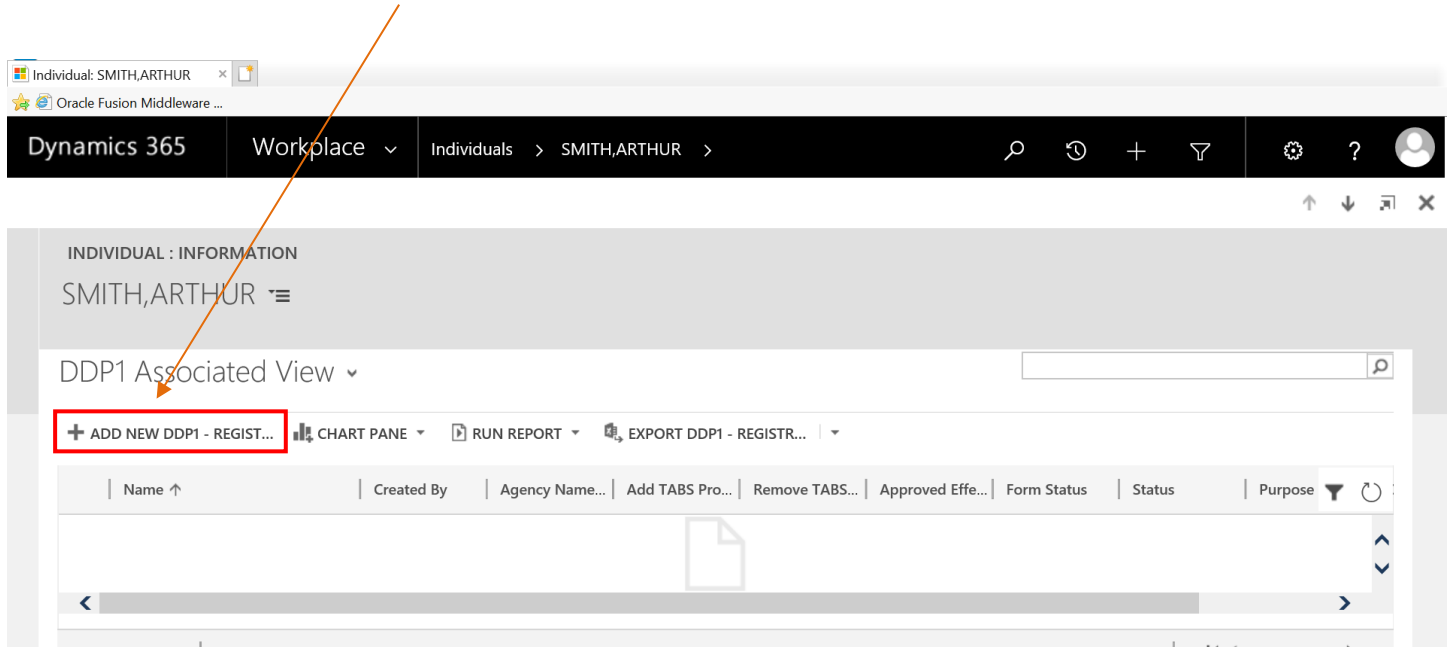 Individual: SMITH,ARTHUR
Oracle Fusion Middleware ...
Dynamics 365 Workplace Individuals > SMITH,ARTHUR >
INDIVIDUAL : INFORMATION
SMITH,ARTHUR
DDP1 Associated View
ADD NEW DDP1 - REGIST... CHART PANE RUN REPORT EXPORT DDP1 - REGISTR...
Name Created By Agency Name... Add TABS Pro... Remove TABS... Approved Effe... Form Status Status Purpose